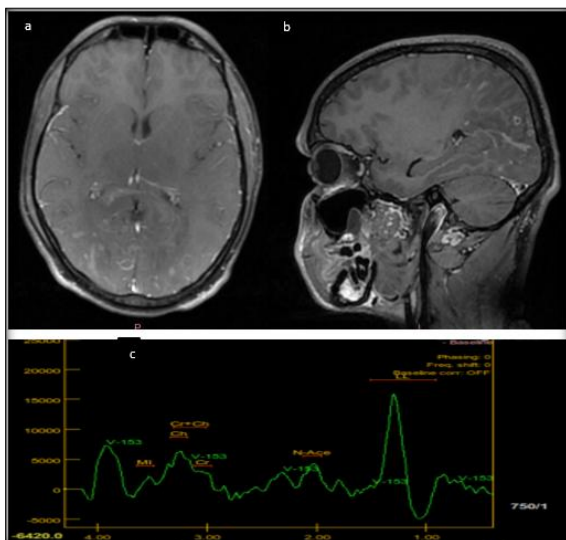 a
b
P
c
25000
- Baseline
Phasing: 0
Freq. shift: 0
Baseline corr: OFF
LL
20000
15000
10000
5000
0
-5000
Cr+Ch
Ch
V-153
V-153
Mi
Cr
N-Ace
V-153
V-153
V-153
750/1
-6420.0
4.00
3.00
2.00
1.00